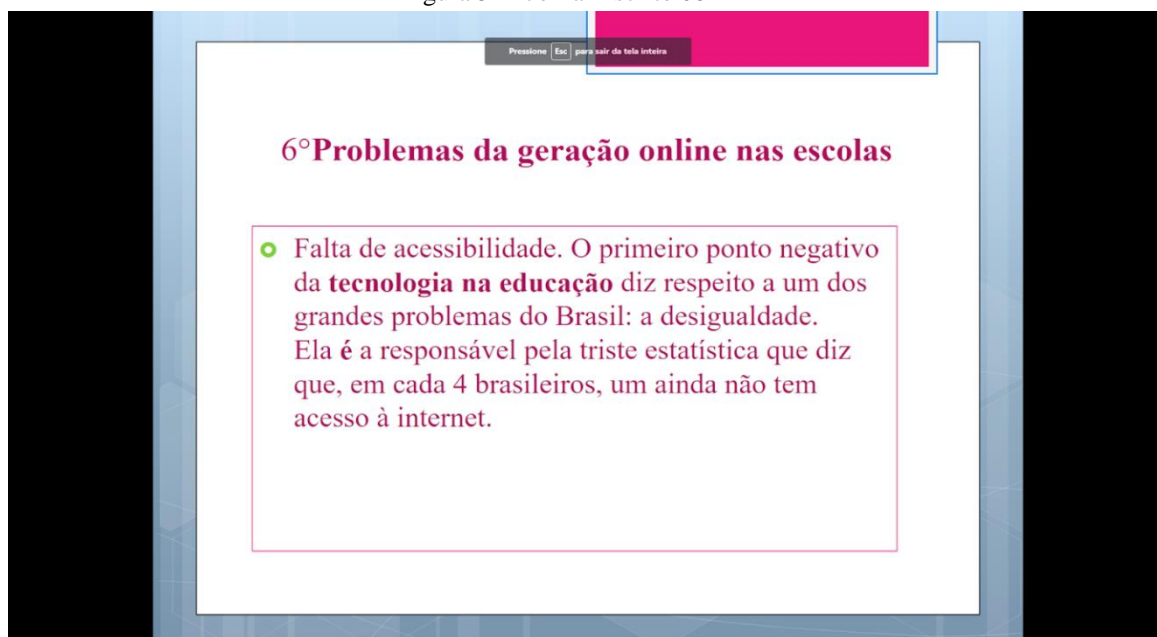 Pressione Esc para sair da tela inteira
6°Problemas da geração online nas escolas
Falta de acessibilidade. O primeiro ponto negativo
da tecnologia na educação diz respeito a um dos
grandes problemas do Brasil: a desigualdade.
Ela é a responsável pela triste estatística que diz
que, em cada 4 brasileiros, um ainda não tem
acesso à internet.